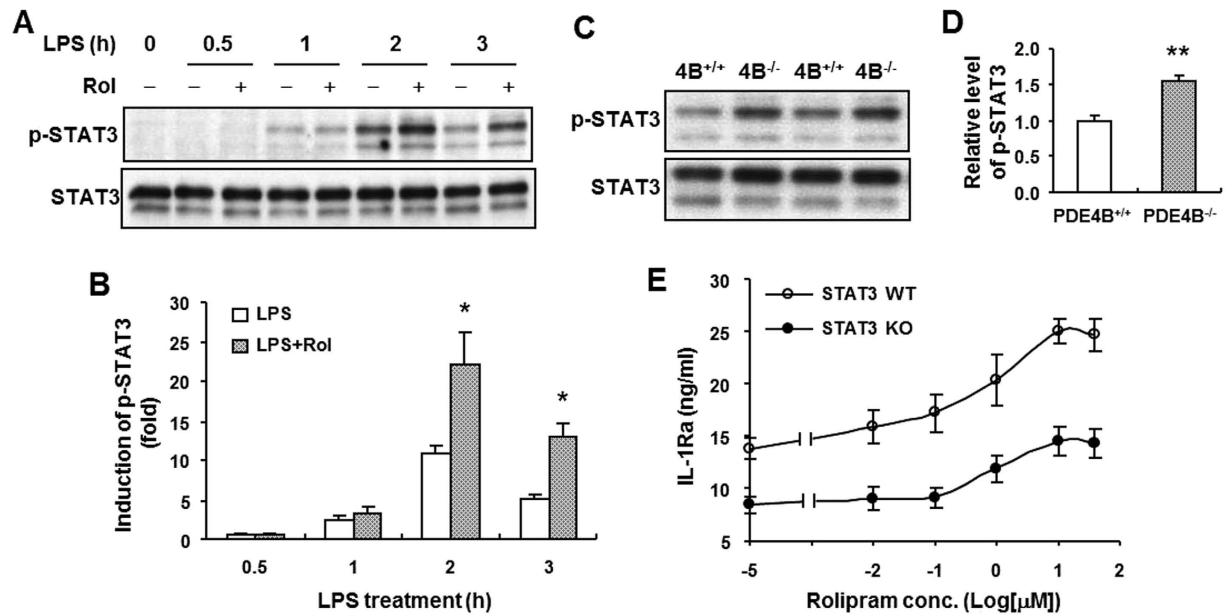 A
LPS (h) 0 0.5 1 2 3
Rol – – + – + – + – +
p-STAT3
STAT3
B
Induction of p-STAT3
(fold)
30
25
20
15
10
5
0
LPS
LPS+Rol
*
*
0.5 1 2 3
LPS treatment (h)
C
4B+/+ 4B-/- 4B+/+ 4B-/-
p-STAT3
STAT3
D
Relative level
of p-STAT3
2.0
1.5
1.0
0.5
0.0
**
PDE4B+/+ PDE4B-/-
E
IL-1Ra (ng/ml)
30
25
20
15
10
5
STAT3 WT
STAT3 KO
-5 -2 -1 0 1 2
Rolipram conc. (Log[μM])